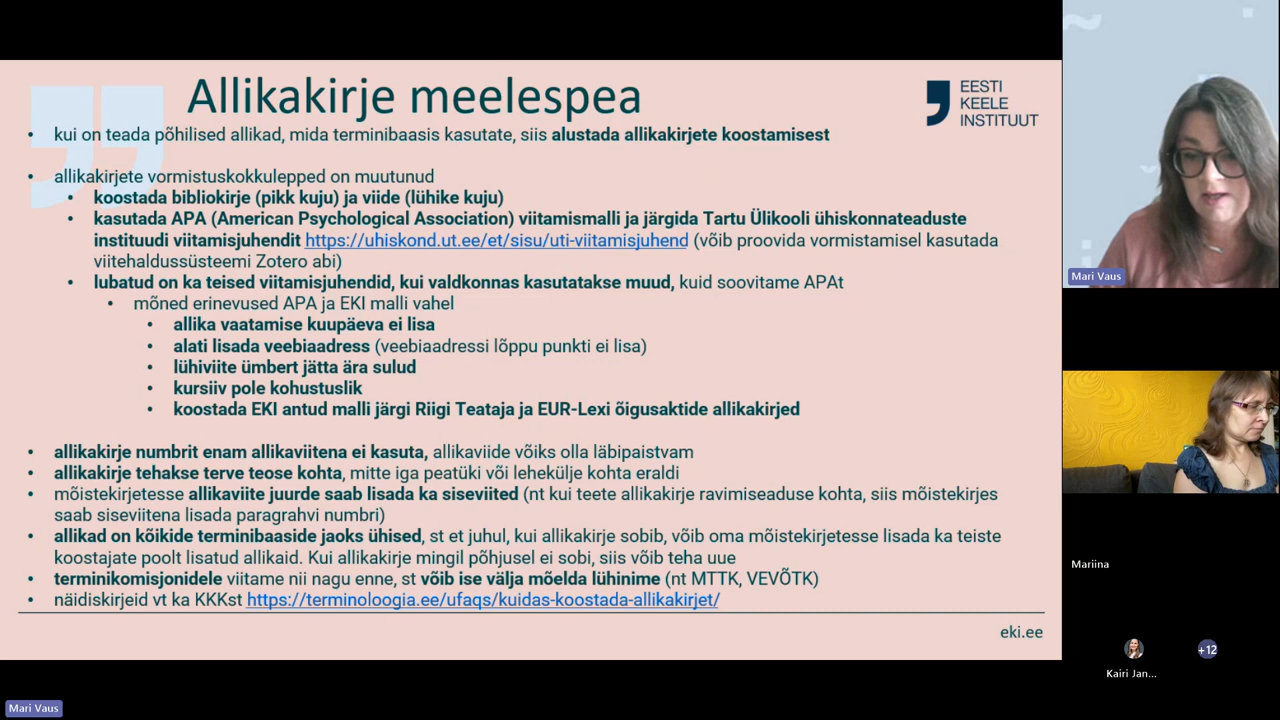 Allikakirje meelespea
EESTI
KEELE
INSTITUUT
• kui on teada põhilised allikad, mida terminibaasis kasutate, siis alustada allikakirjete koostamisest
• allikakirjete vormistuskokkulepped on muutunud
• koostada bibliokirje (pikk kuju) ja viide (lühike kuju)
• kasutada APA (American Psychological Association) viitamismalli ja järgida Tartu Ülikooli ühiskonnateaduste
instituudi viitamisjuhendit https://uhiskond.ut.ee/et/sisu/uti-viitamisjuhend (võib proovida vormistamisel kasutada
viitehaldussüsteemi Zotero abi)
• lubatud on ka teised viitamisjuhendid, kui valdkonnas kasutatakse muud, kuid soovitame APAt
• mõned erinevused APA ja EKI malli vahel
• allika vaatamise kuupäeva ei lisa
• alati lisada veebiaadress (veebiaadressi lõppu punkti ei lisa)
• lühiviite ümbert jätta ära sulud
• kursiiv pole kohustuslik
• koostada EKI antud malli järgi Riigi Teataja ja EUR-Lexi õigusaktide allikakirjed
• allikakirje numbrit enam allikaviitena ei kasuta, allikaviide võiks olla läbipaistvam
• allikakirje tehakse terve teose kohta, mitte iga peatüki või lehekülje kohta eraldi
• mõistekirjetesse allikaviite juurde saab lisada ka siseviited (nt kui teete allikakirje ravimiseaduse kohta, siis mõistekirjes
saab siseviitena lisada paragrahvi numbri)
• allikad on kõikide terminibaaside jaoks ühised, st et juhul, kui allikakirje sobib, võib oma mõistekirjetesse lisada ka teiste
koostajate poolt lisatud allikaid. Kui allikakirje mingil põhjusel ei sobi, siis võib teha uue
• terminikomisjonidele viitame nii nagu enne, st võib ise välja mõelda lühinime (nt MTTK, VEVÕTK)
• näidiskirjeid vt ka KKKst https://terminoloogia.ee/ufaqs/kuidas-koostada-allikakirjet/
eki.ee
Mari Vaus
Mariina
Kairi Jan...
+12
Mari Vaus